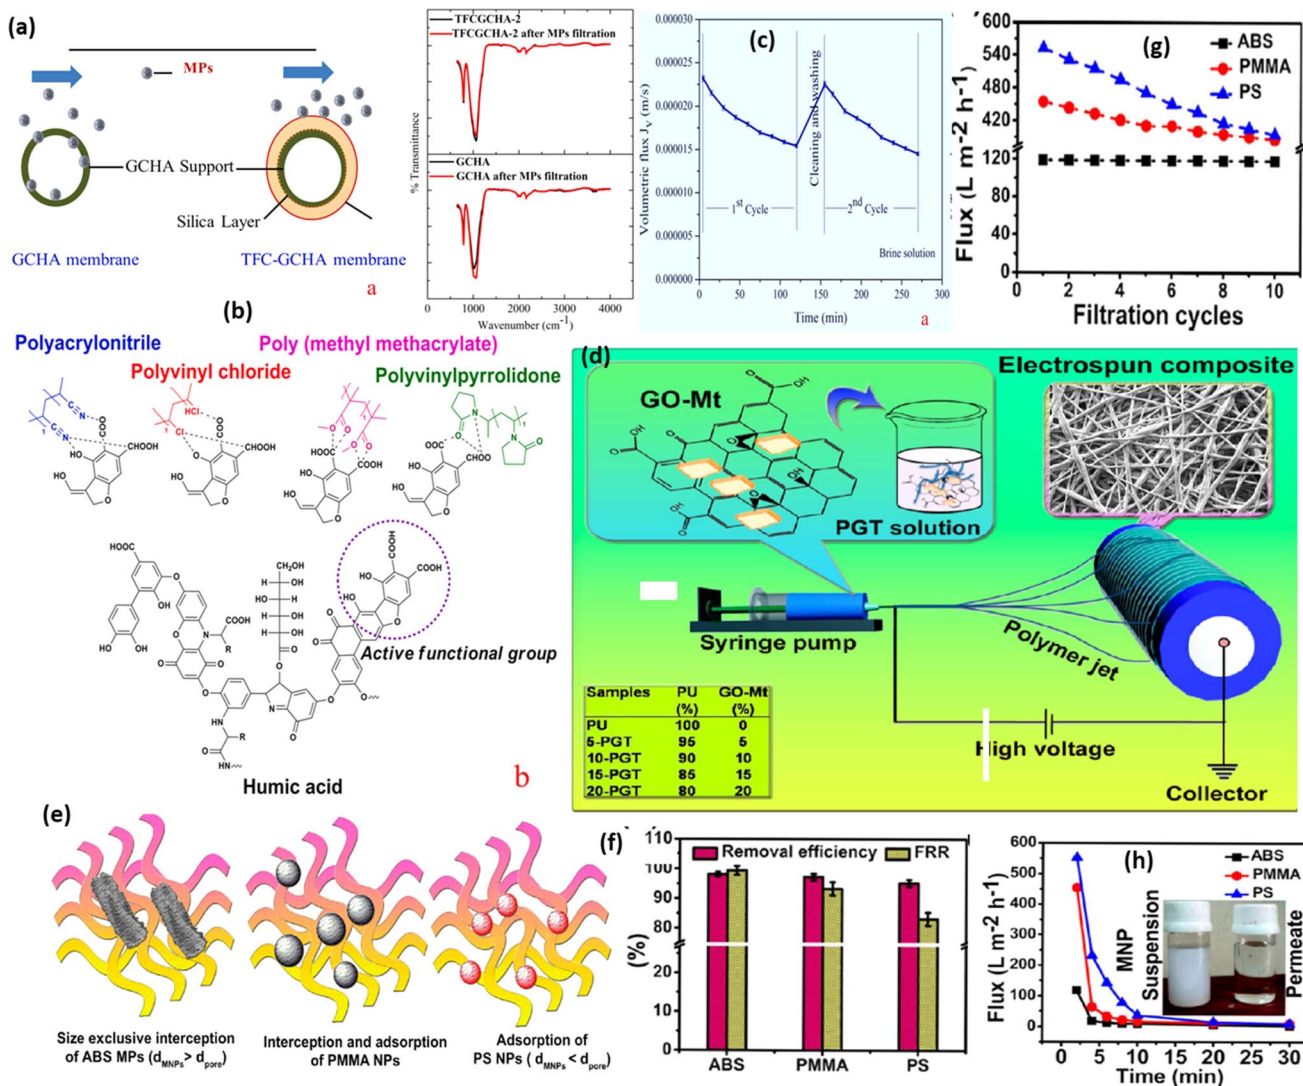 (a)
MPs
GCHA Support
Silica Layer
GCHA membrane
TFC-GCHA membrane
a
TFCGCHA-2
TFCGCHA-2 after MPs filtration
GCHA
GCHA after MPs filtration
% Transmittance
0 1000 2000 3000 4000
Wavenumber (cm-1)
(c)
Volumetric flux JV (m/s)
0.000030
0.000025
0.000020
0.000015
0.000010
0.000005
0.000000
Cleaning and washing
1st Cycle
2nd Cycle
Brine solution
0 50 100 150 200 250 300
Time (min)
a
(g)
ABS
PMMA
PS
Flux (L m-2 h-1)
600
540
480
420
120
80
40
0
0 2 4 6 8 10
Filtration cycles
(b)
Polyacrylonitrile
Polyvinyl chloride
Poly (methyl methacrylate)
Polyvinylpyrrolidone
Active functional group
Humic acid
b
(d)
GO-Mt
PGT solution
Electrospun composite
Syringe pump
Polymer jet
High voltage
Collector
Samples PU (%) GO-Mt (%)
PU 100 0
5-PGT 95 5
10-PGT 90 10
15-PGT 85 15
20-PGT 80 20
(e)
Size exclusive interception
of ABS MPs (dMNPs> dpore)
Interception and adsorption
of PMMA NPs
Adsorption of
PS NPs ( dMNPs < dpore)
(f)
Removal efficiency
FRR
(%)
110
100
90
80
20
0
ABS PMMA PS
(h)
ABS
PMMA
PS
MNP
Suspension
Permeate
Flux (L m-2 h-1)
600
500
400
300
200
100
0
0 5 10 15 20 25 30
Time (min)